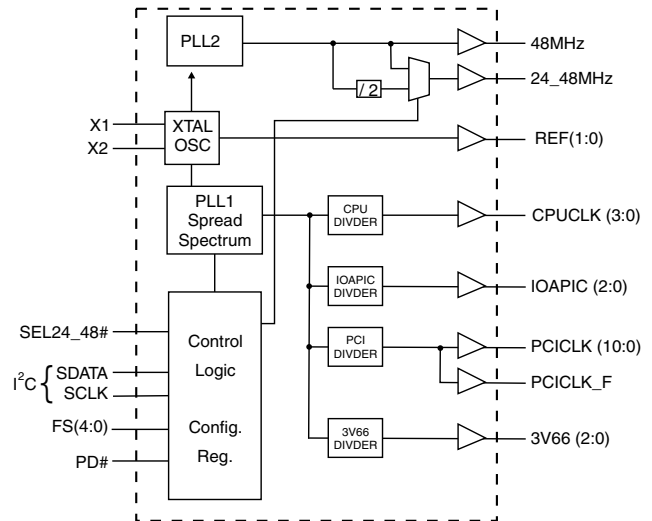 PLL2
48MHz
/ 2
24_48MHz
X1
X2
XTAL
OSC
REF(1:0)
PLL1
Spread
Spectrum
CPU
DIVDER
CPUCLK (3:0)
IOAPIC
DIVDER
IOAPIC (2:0)
SEL24_48#
Control
Logic
PCI
DIVDER
PCICLK (10:0)
I²C { SDATA
SCLK
PCICLK_F
FS(4:0)
Config.
Reg.
3V66
DIVDER
3V66 (2:0)
PD#